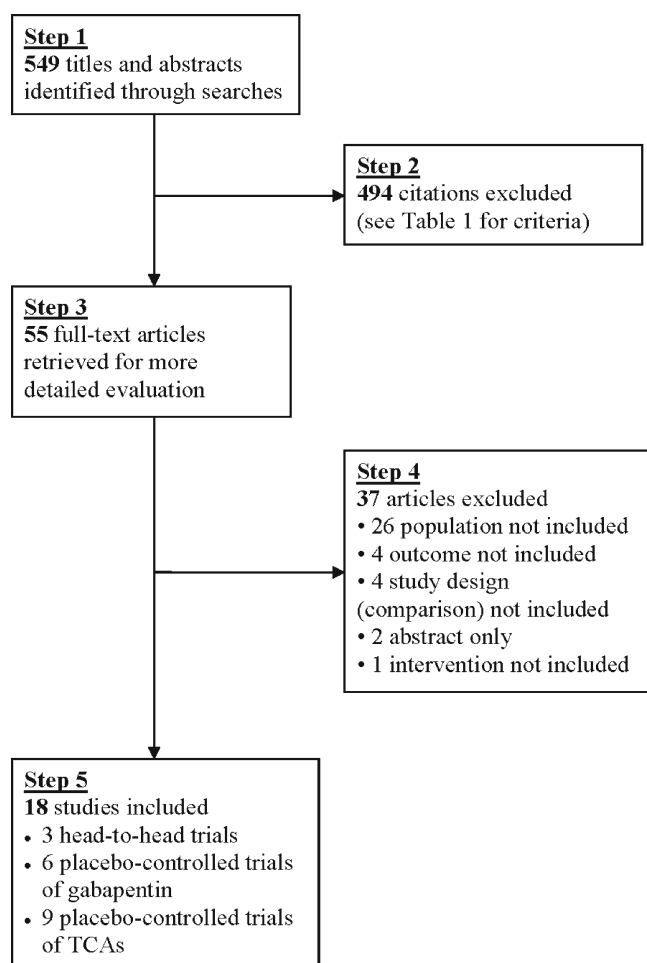 Step 1
549 titles and abstracts
identified through searches
Step 2
494 citations excluded
(see Table 1 for criteria)
Step 3
55 full-text articles
retrieved for more
detailed evaluation
Step 4
37 articles excluded
• 26 population not included
• 4 outcome not included
• 4 study design
(comparison) not included
• 2 abstract only
• 1 intervention not included
Step 5
18 studies included
• 3 head-to-head trials
• 6 placebo-controlled trials
of gabapentin
• 9 placebo-controlled trials
of TCAs